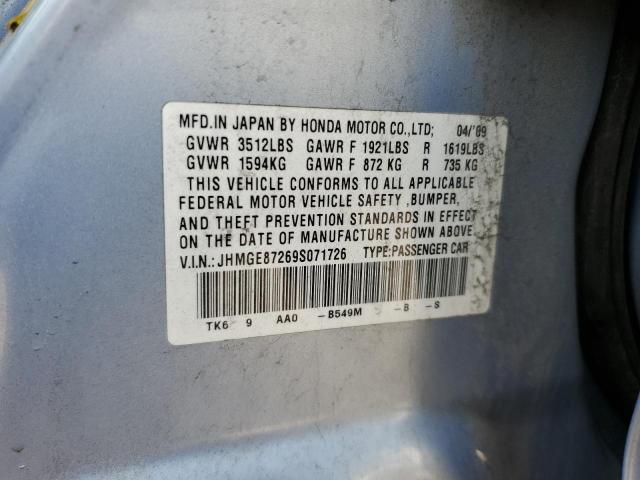 MFD.IN JAPAN BY HONDA MOTOR CO.,LTD; 04/'09
GVWR 3512LBS GAWR F 1921LBS R 1619LBS
GVWR 1594KG GAWR F 872 KG R 735 KG
THIS VEHICLE CONFORMS TO ALL APPLICABLE
FEDERAL MOTOR VEHICLE SAFETY ,BUMPER,
AND THEFT PREVENTION STANDARDS IN EFFECT
ON THE DATE OF MANUFACTURE SHOWN ABOVE.
V.I.N.:JHMGE87269S071726 TYPE:PASSENGER CAR
TK6 9 AA0 -B549M -B -S